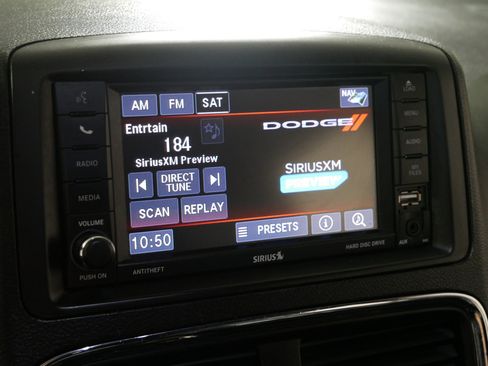 LOAD
AM FM SAT NAV
MENU
Entrtain
184
DODGE
SiriusXM Preview
RADIO
AUDIO
SIRIUSXM
PREVIEW
DIRECT
TUNE
MY
FILES
MEDIA
SCAN REPLAY
VOLUME
PRESETS
10:50
AUX
PUSH ON
ANTITHEFT
SIRIUS
HARD DISC DRIVE